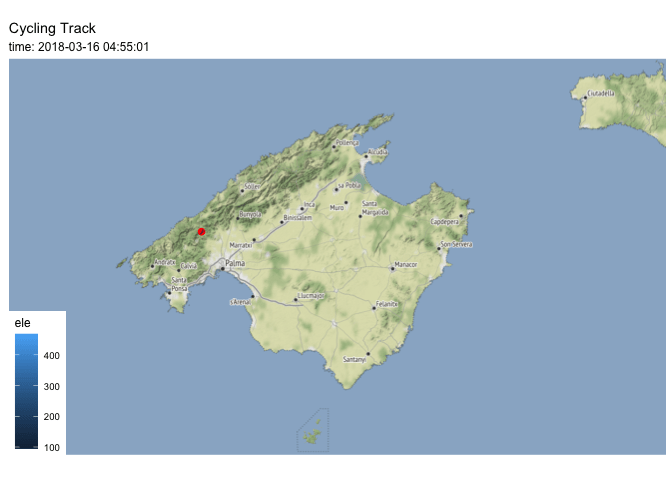 Cycling Track
time: 2018-03-16 04:55:01
Ciutadella
Pollença
Alcúdia
Sóller
sa Pobla
Inca
Muro
Santa
Margalida
Bunyola
Binissalem
Capdepera
Marratxí
Son Servera
Andratx
Calvià
Palma
Manacor
Santa
Ponsa
s'Arenal
Llucmajor
Felanitx
Santanyí
ele
400
300
200
100